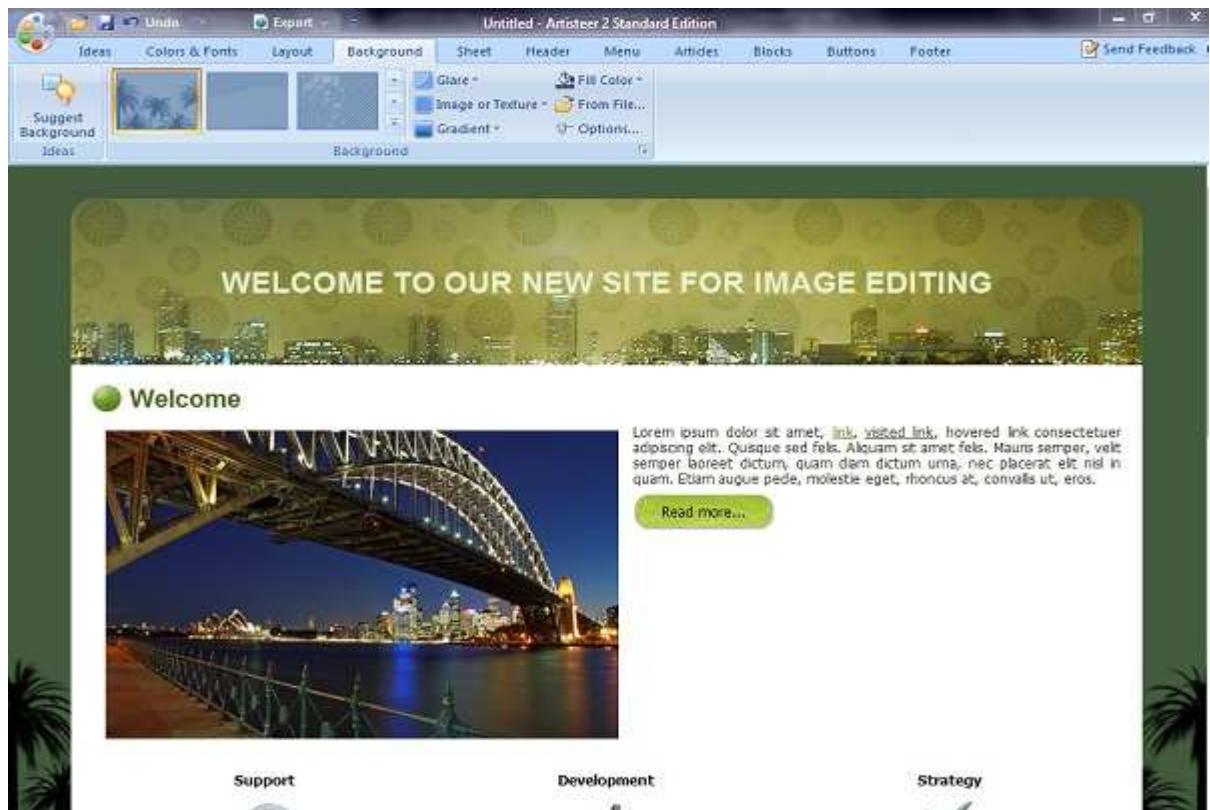 Undo Export Untitled - Artisteer 2 Standard Edition
Ideas Colors & Fonts Layout Background Sheet Header Menu Articles Blocks Buttons Footer Send Feedback
Suggest
Background
Ideas
Glare
Image or Texture
Gradient
Fill Color
From File...
Options...
Background
WELCOME TO OUR NEW SITE FOR IMAGE EDITING
Welcome
Lorem ipsum dolor sit amet, link, visited link, hovered link consectetuer
adipiscing elit. Quisque sed felis. Aliquam sit amet felis. Mauris semper, velit
semper laoreet dictum, quam diam dictum urna, nec placerat elit nisl in
quam. Etiam augue pede, molestie eget, rhoncus at, convallis ut, eros.
Read more...
Support Development Strategy